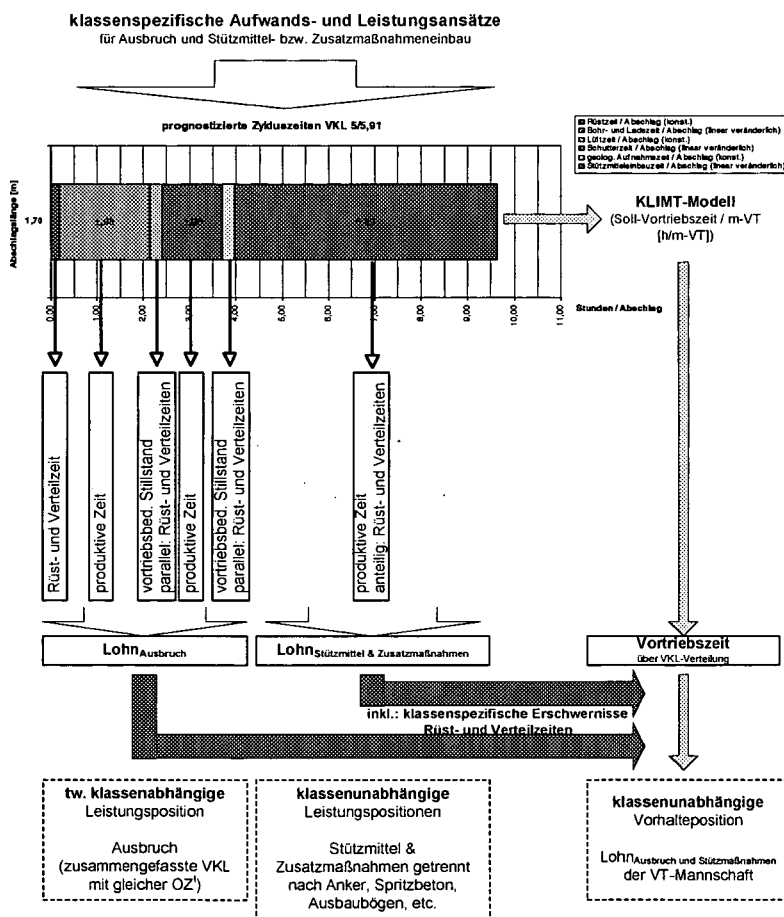 klassenspezifische Aufwands- und Leistungsansätze
für Ausbruch und Stützmittel- bzw. Zusatzmaßnahmeneinbau
prognostizierte Zykluszeiten VKL 5/5,91
Rüstzeit / Abschlag (konst.)
Bohr- und Ladezeit / Abschlag (linear veränderlich)
Lüftzeit / Abschlag (konst.)
Schutterzeit / Abschlag (linear veränderlich)
geolog. Aufnahmezeit / Abschlag (konst.)
Stützmitteleinbauzeit / Abschlag (linear veränderlich)
Abschlagslänge [m]
1,70
KLIMT-Modell
(Soll-Vortriebszeit / m-VT
[h/m-VT])
0,00
1,00
2,00
3,00
4,00
5,00
6,00
7,00
8,00
9,00
10,00
11,00
Stunden / Abschlag
Rüst- und Verteilzeit
produktive Zeit
vortriebsbed. Stillstand
parallel: Rüst- und Verteilzeiten
produktive Zeit
vortriebsbed. Stillstand
parallel: Rüst- und Verteilzeiten
produktive Zeit
anteilig: Rüst- und Verteilzeiten
Lohn Ausbruch
Lohn Stützmittel & Zusatzmaßnahmen
Vortriebszeit
über VKL-Verteilung
inkl.: klassenspezifische Erschwernisse
Rüst- und Verteilzeiten
tw. klassenabhängige
Leistungsposition
Ausbruch
(zusammengefasste VKL
mit gleicher OZ¹)
klassenunabhängige
Leistungspositionen
Stützmittel &
Zusatzmaßnahmen getrennt
nach Anker, Spritzbeton,
Ausbaubögen, etc.
klassenunabhängige
Vorhalteposition
Lohn Ausbruch und Stützmaßnahmen
der VT-Mannschaft